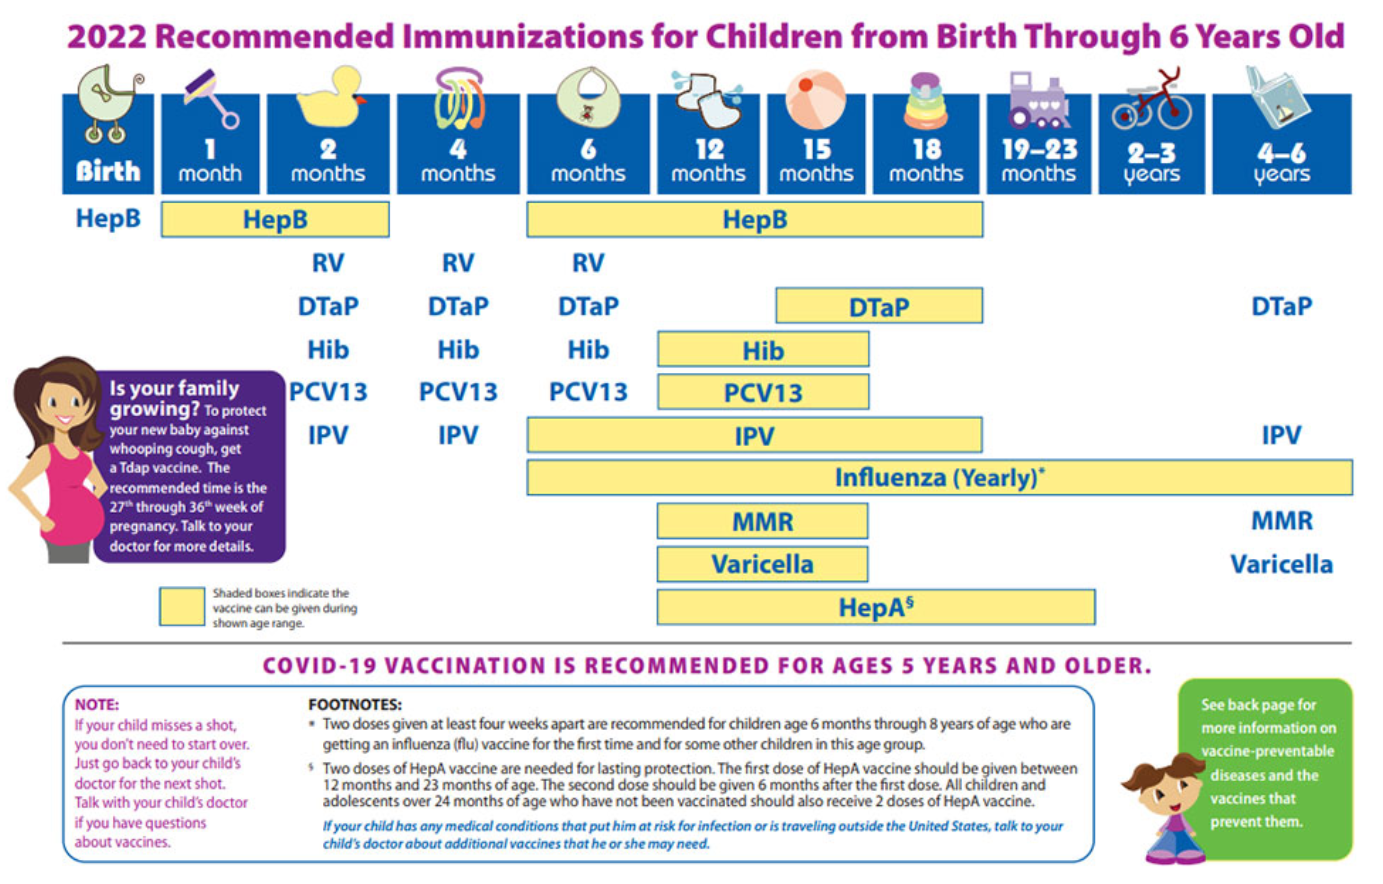 2022 Recommended Immunizations for Children from Birth Through 6 Years Old
Birth
1
month
2
months
4
months
6
months
12
months
15
months
18
months
19–23
months
2–3
years
4–6
years
HepB HepB HepB
RV RV RV
DTaP DTaP DTaP DTaP DTaP
Hib Hib Hib Hib
PCV13 PCV13 PCV13 PCV13
IPV IPV IPV IPV
Influenza (Yearly)*
MMR MMR
Varicella Varicella
HepA§
Is your family
growing? To protect
your new baby against
whooping cough, get
a Tdap vaccine. The
recommended time is the
27th through 36th week of
pregnancy. Talk to your
doctor for more details.
Shaded boxes indicate the
vaccine can be given during
shown age range.
COVID-19 VACCINATION IS RECOMMENDED FOR AGES 5 YEARS AND OLDER.
NOTE:
If your child misses a shot,
you don't need to start over.
Just go back to your child's
doctor for the next shot.
Talk with your child's doctor
if you have questions
about vaccines.
FOOTNOTES:
* Two doses given at least four weeks apart are recommended for children age 6 months through 8 years of age who are
getting an influenza (flu) vaccine for the first time and for some other children in this age group.
§ Two doses of HepA vaccine are needed for lasting protection. The first dose of HepA vaccine should be given between
12 months and 23 months of age. The second dose should be given 6 months after the first dose. All children and
adolescents over 24 months of age who have not been vaccinated should also receive 2 doses of HepA vaccine.
If your child has any medical conditions that put him at risk for infection or is traveling outside the United States, talk to your
child's doctor about additional vaccines that he or she may need.
See back page for
more information on
vaccine-preventable
diseases and the
vaccines that
prevent them.